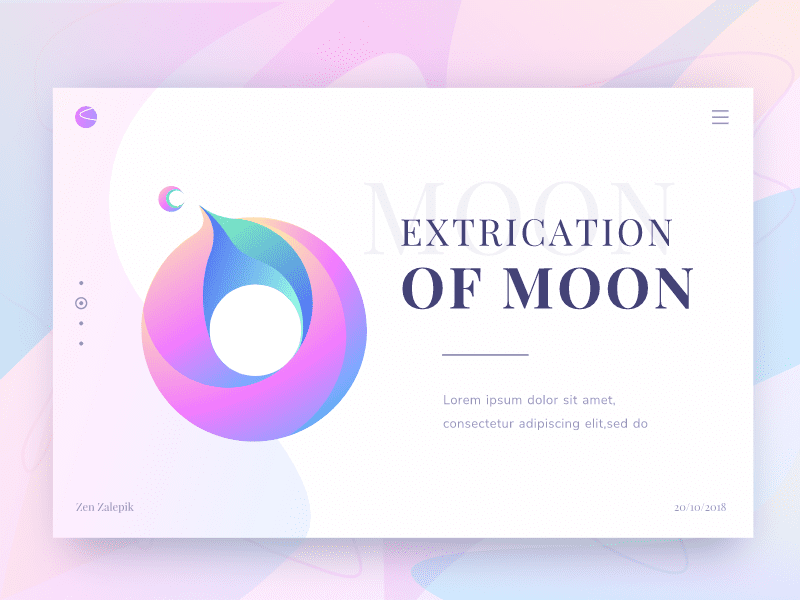 MOON
EXTRICATION
OF MOON
Lorem ipsum dolor sit amet,
consectetur adipiscing elit,sed do
Zen Zalepik
20/10/2018